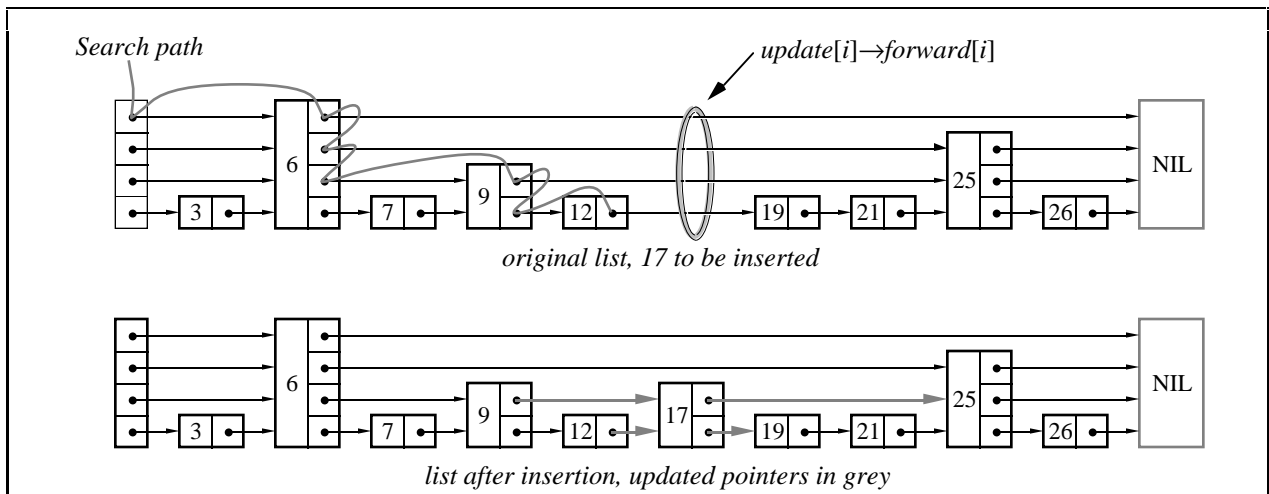 Search path
update[i]→forward[i]
6
NIL
25
9
3 7 12 19 21 26
original list, 17 to be inserted
6
NIL
25
9 17
3 7 12 19 21 26
list after insertion, updated pointers in grey